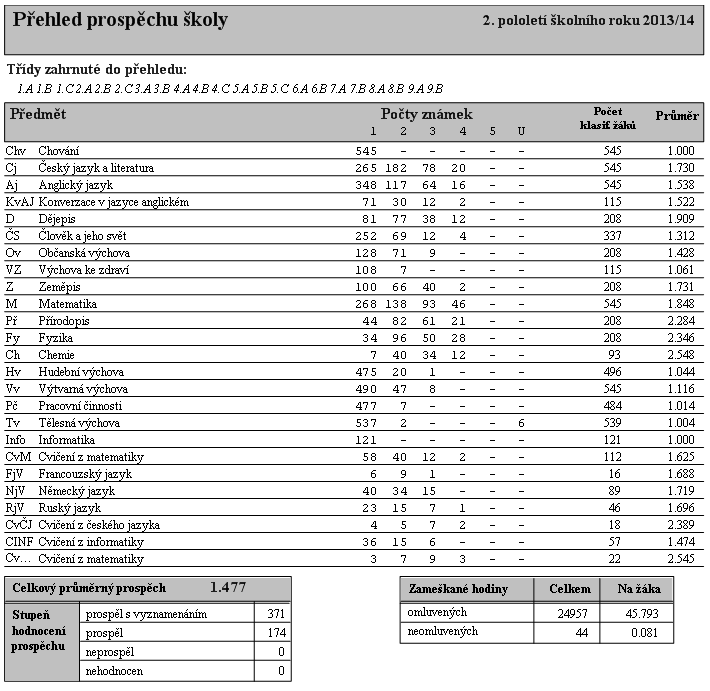 Přehled prospěchu školy 2. pololetí školního roku 2013/14
Třídy zahrnuté do přehledu:
1.A 1.B 1.C 2.A 2.B 2.C 3.A 3.B 4.A 4.B 4.C 5.A 5.B 5.C 6.A 6.B 7.A 7.B 8.A 8.B 9.A 9.B
Předmět Počty známek Počet klasif. žáků Průměr
1 2 3 4 5 U
Chv Chování 545 – – – – – 545 1.000
Cj Český jazyk a literatura 265 182 78 20 – – 545 1.730
Aj Anglický jazyk 348 117 64 16 – – 545 1.538
KvAJ Konverzace v jazyce anglickém 71 30 12 2 – – 115 1.522
D Dějepis 81 77 38 12 – – 208 1.909
ČS Člověk a jeho svět 252 69 12 4 – – 337 1.312
Ov Občanská výchova 128 71 9 – – – 208 1.428
VZ Výchova ke zdraví 108 7 – – – – 115 1.061
Z Zeměpis 100 66 40 2 – – 208 1.731
M Matematika 268 138 93 46 – – 545 1.848
Př Přírodopis 44 82 61 21 – – 208 2.284
Fy Fyzika 34 96 50 28 – – 208 2.346
Ch Chemie 7 40 34 12 – – 93 2.548
Hv Hudební výchova 475 20 1 – – – 496 1.044
Vv Výtvarná výchova 490 47 8 – – – 545 1.116
Pč Pracovní činnosti 477 7 – – – – 484 1.014
Tv Tělesná výchova 537 2 – – – 6 539 1.004
Info Informatika 121 – – – – – 121 1.000
CvM Cvičení z matematiky 58 40 12 2 – – 112 1.625
FjV Francouzský jazyk 6 9 1 – – – 16 1.688
NjV Německý jazyk 40 34 15 – – – 89 1.719
RjV Ruský jazyk 23 15 7 1 – – 46 1.696
CvČJ Cvičení z českého jazyka 4 5 7 2 – – 18 2.389
CINF Cvičení z informatiky 36 15 6 – – – 57 1.474
Cv... Cvičení z matematiky 3 7 9 3 – – 22 2.545
Celkový průměrný prospěch 1.477
Stupeň hodnocení prospěchu
prospěl s vyznamenáním 371
prospěl 174
neprospěl 0
nehodnocen 0
Zameškané hodiny Celkem Na žáka
omluvených 24957 45.793
neomluvených 44 0.081